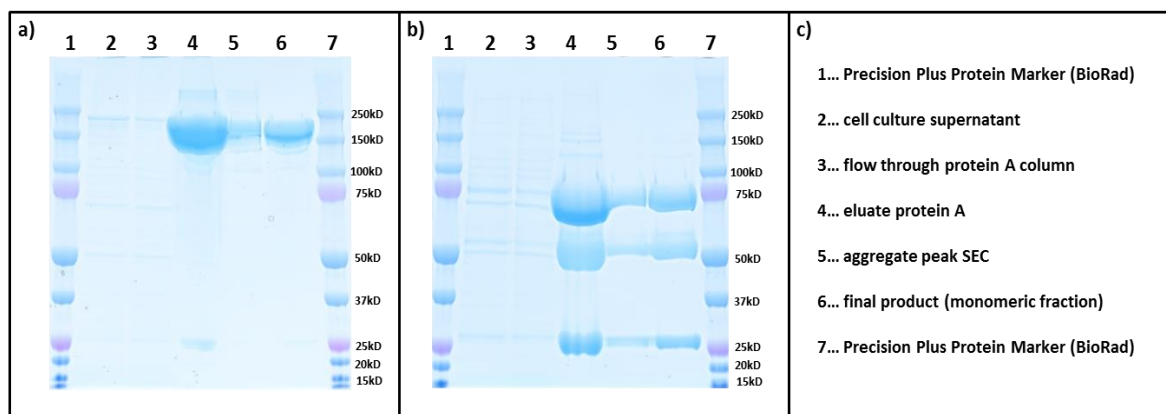 a)
1 2 3 4 5 6 7
250kD
150kD
100kD
75kD
50kD
37kD
25kD
20kD
15kD
b)
1 2 3 4 5 6 7
250kD
150kD
100kD
75kD
50kD
37kD
25kD
20kD
15kD
c)
1... Precision Plus Protein Marker (BioRad)
2... cell culture supernatant
3... flow through protein A column
4... eluate protein A
5... aggregate peak SEC
6... final product (monomeric fraction)
7... Precision Plus Protein Marker (BioRad)